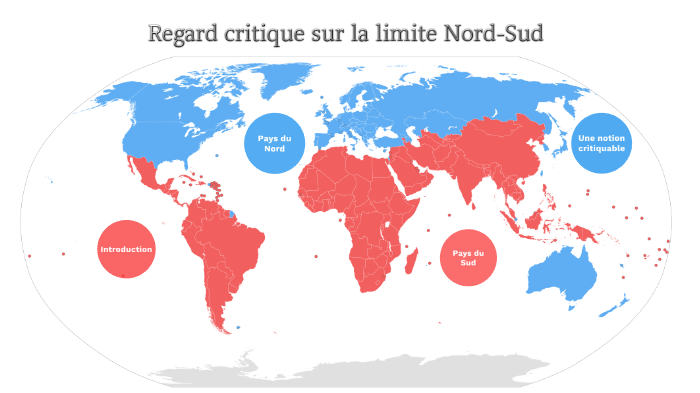 Regard critique sur la limite Nord-Sud
Pays du
Nord
Une notion
critiquable
Introduction
Pays du
Sud